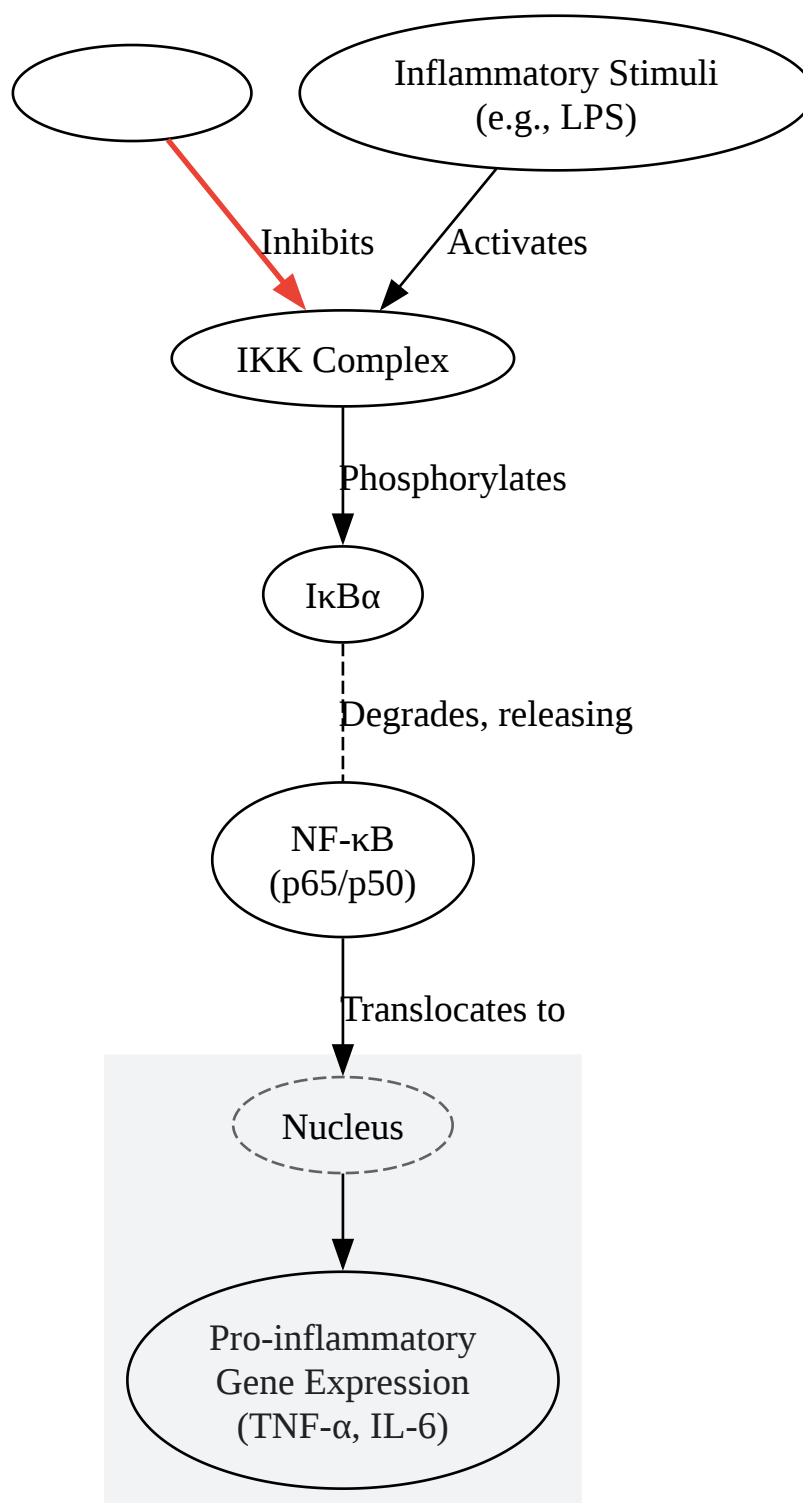 Inflammatory Stimuli
(e.g., LPS)
Inhibits
Activates
IKK Complex
Phosphorylates
IκBα
Degrades, releasing
NF-κB
(p65/p50)
Translocates to
Nucleus
Pro-inflammatory
Gene Expression
(TNF-α, IL-6)